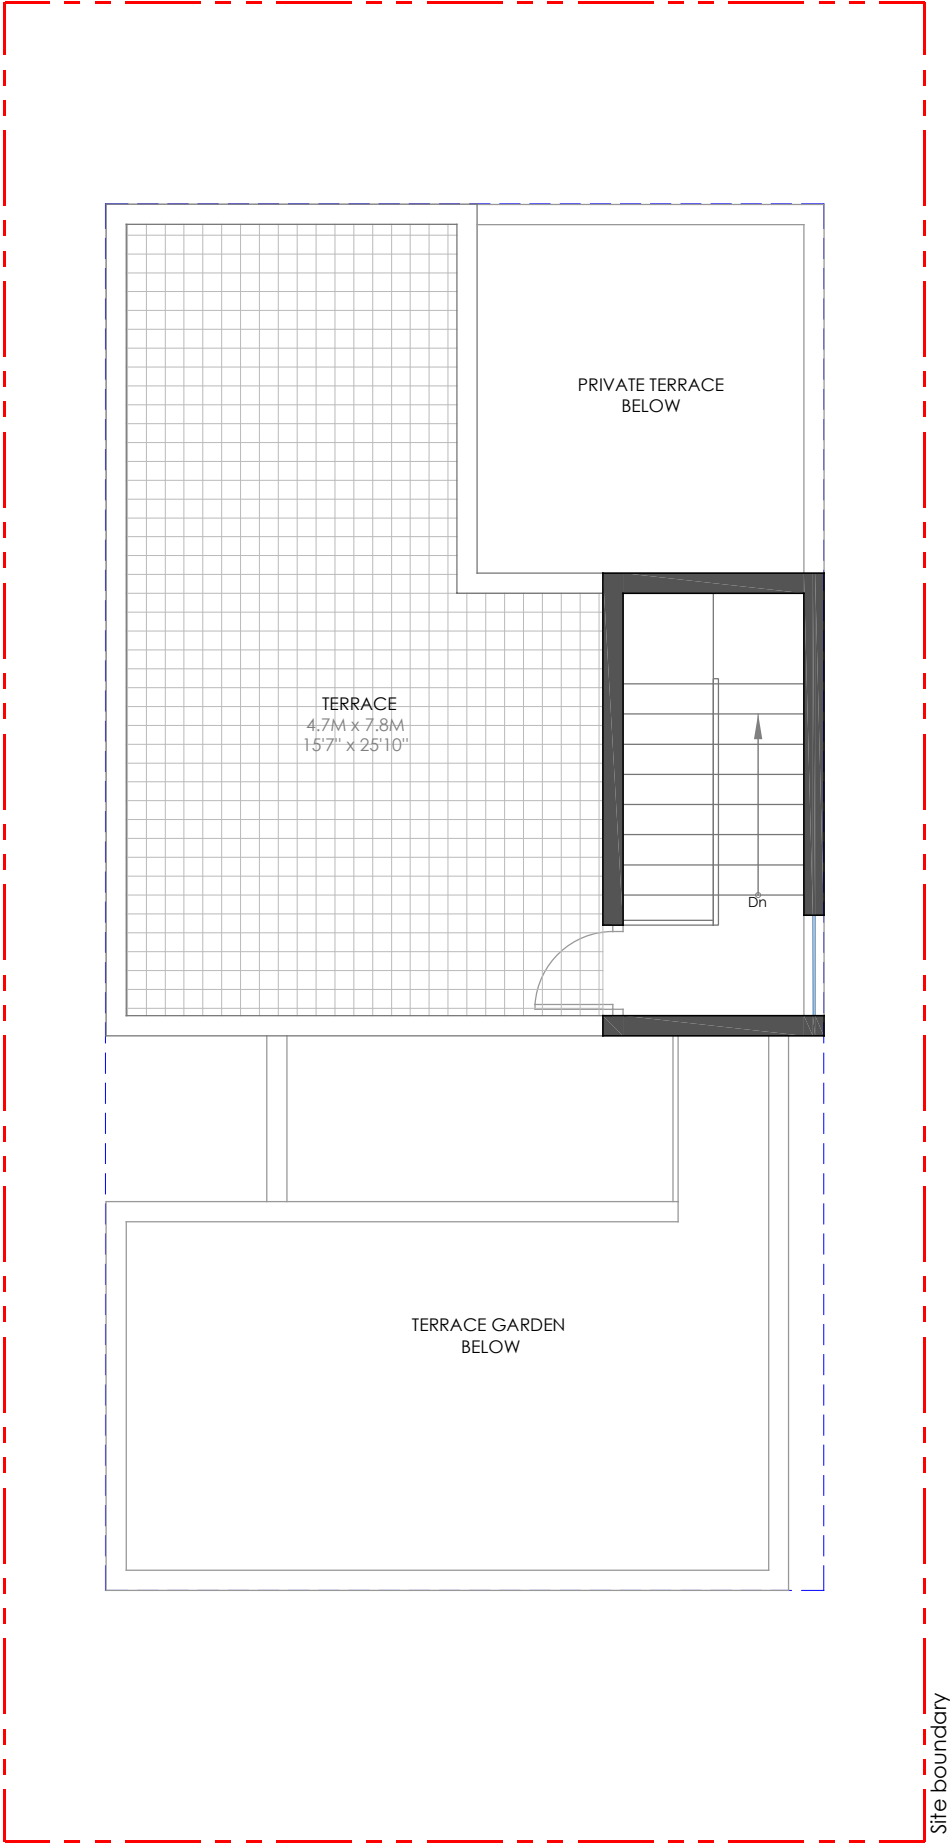 PRIVATE TERRACE
BELOW
TERRACE
4.7M x 7.8M
15'7" x 25'10"
Dn
TERRACE GARDEN
BELOW
Site boundary